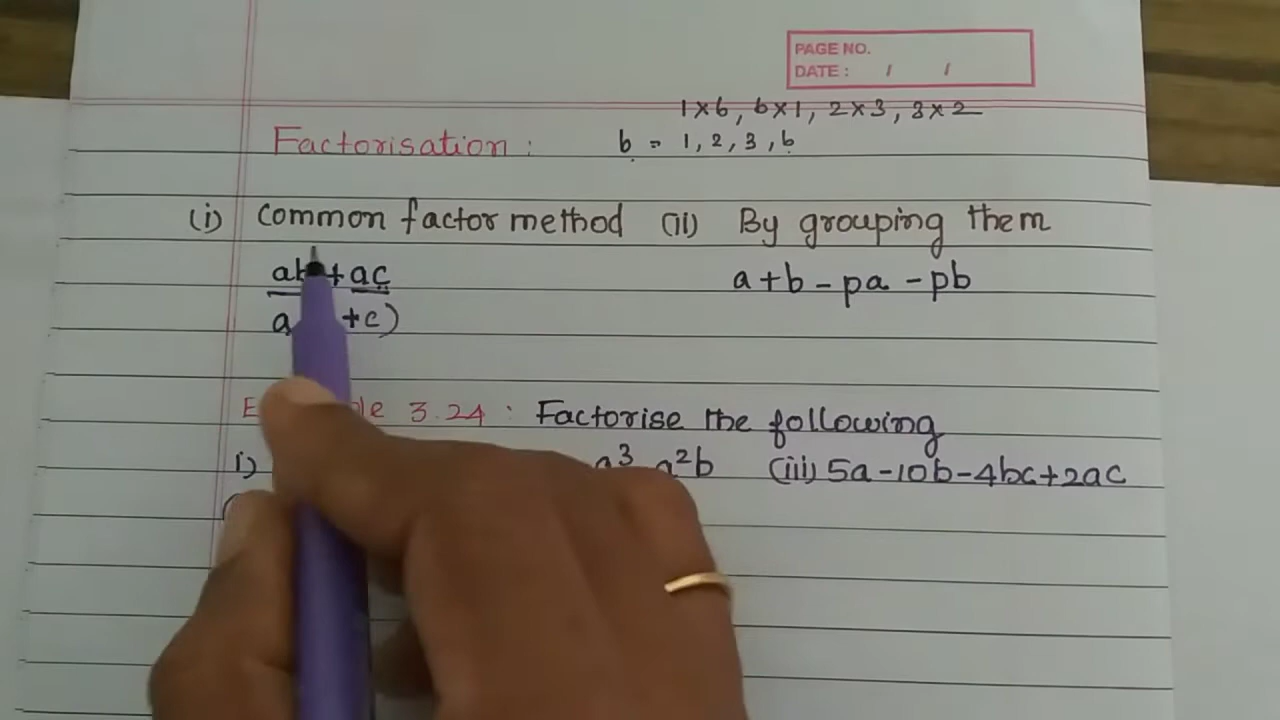 PAGE NO.
DATE : / /
1×6, 6×1, 2×3, 3×2
Factorisation : 6 = 1, 2, 3, 6
(i) common factor method (ii) By grouping them
+ac a+b-pa-pb
a +c)
3.24 : Factorise the following
i) a³ a²b (iii) 5a-10b-4bc+2ac